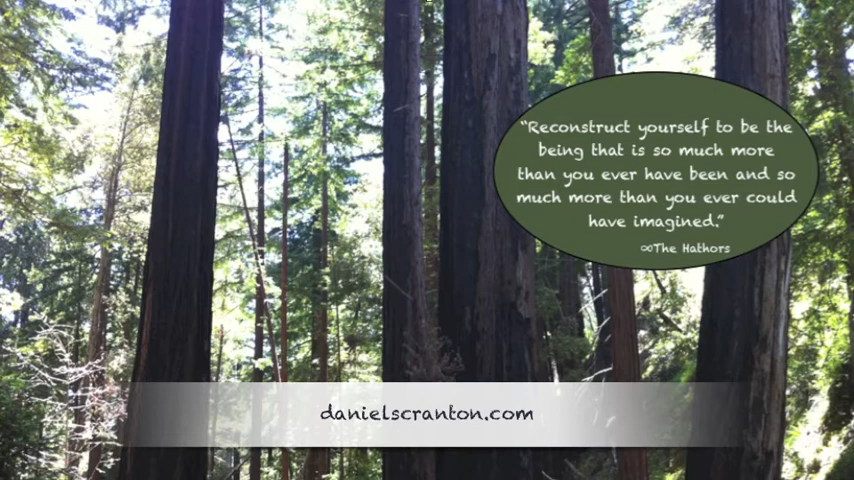 “Reconstruct yourself to be the
being that is so much more
than you ever have been and so
much more than you ever could
have imagined.”
∞The Hathors
danielscranton.com